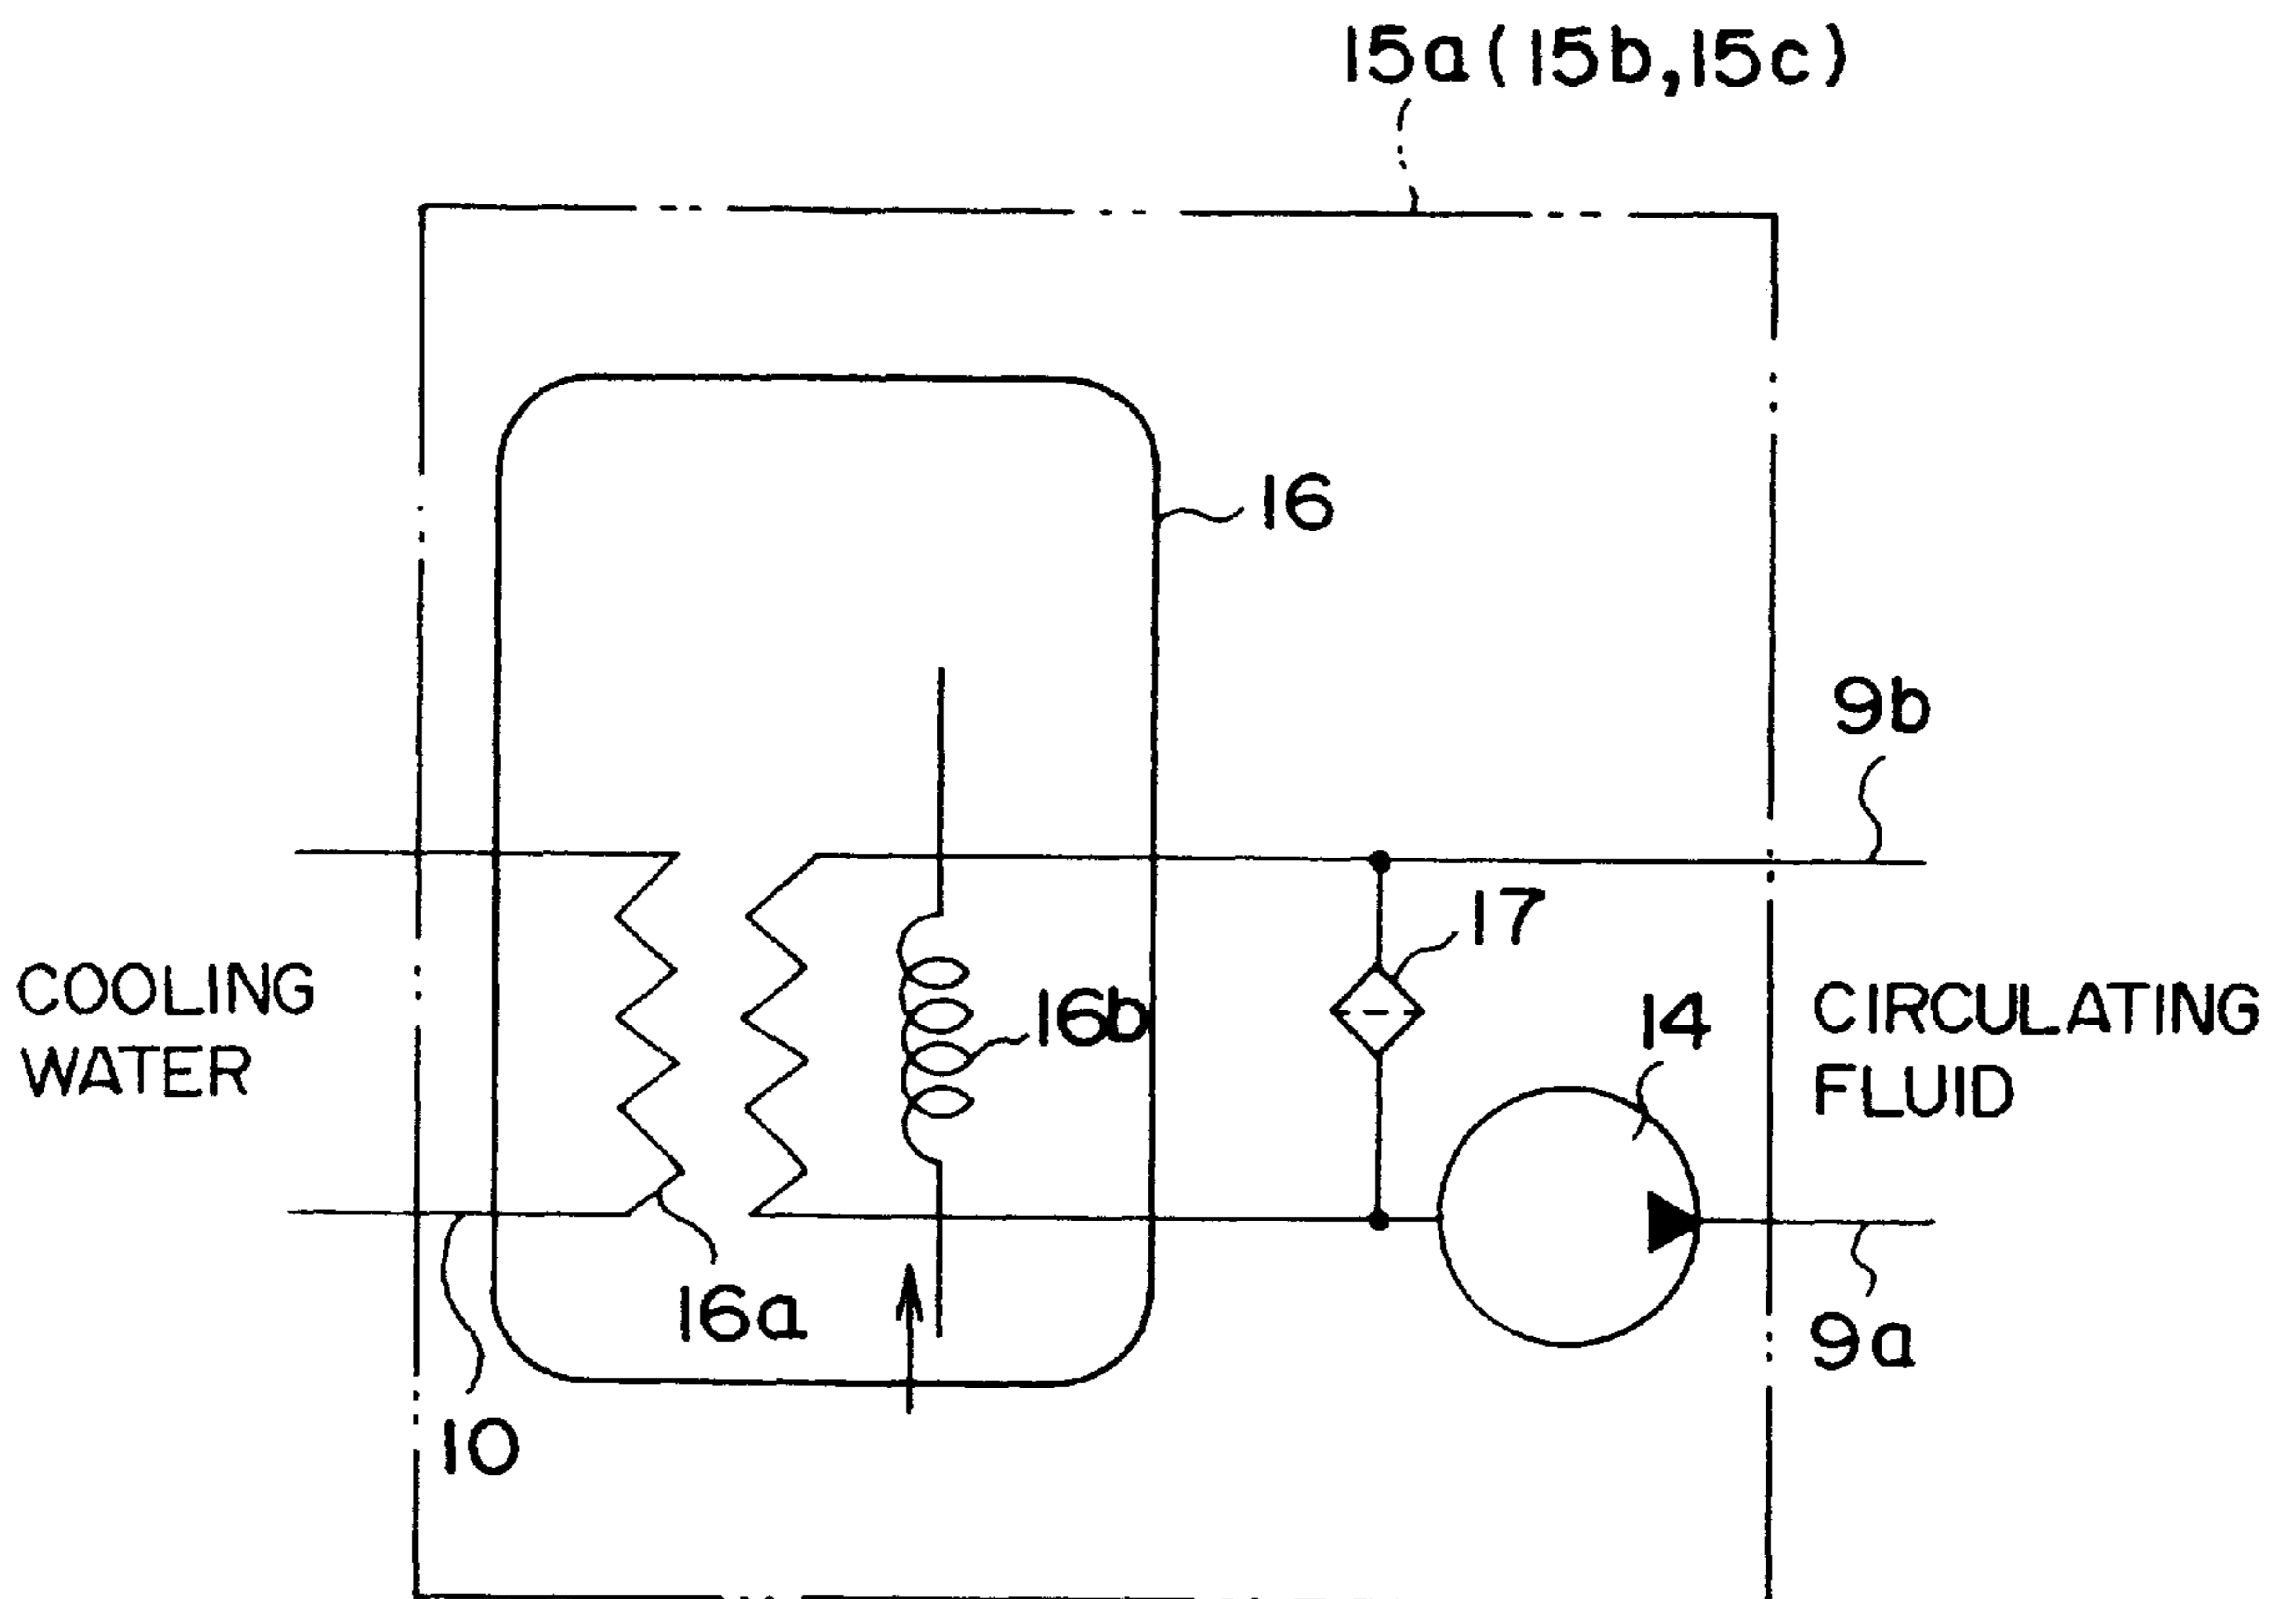 15a(15b,15c)
16
9b
17
16b
14
COOLING
WATER
CIRCULATING
FLUID
16a
9a
10